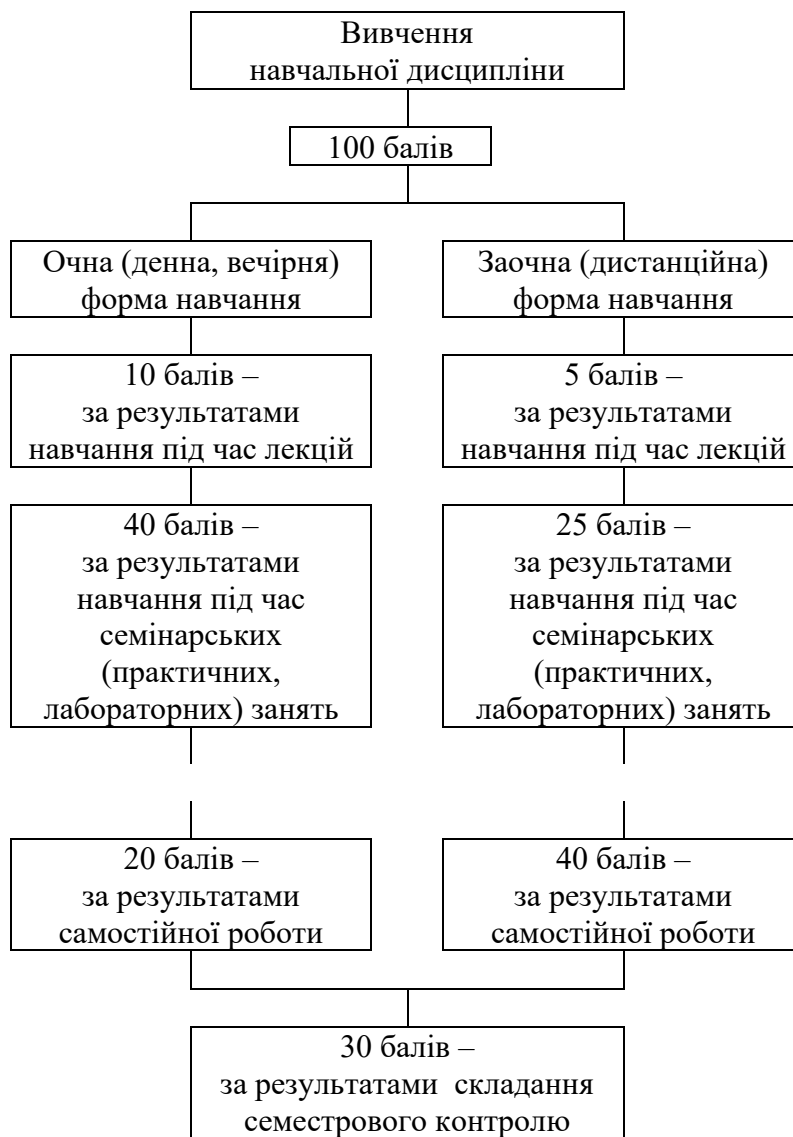 Вивчення
навчальної дисципліни
100 балів
Очна (денна, вечірня)
форма навчання
Заочна (дистанційна)
форма навчання
10 балів –
за результатами
навчання під час лекцій
5 балів –
за результатами
навчання під час лекцій
40 балів –
за результатами
навчання під час
семінарських
(практичних,
лабораторних) занять
25 балів –
за результатами
навчання під час
семінарських
(практичних,
лабораторних) занять
20 балів –
за результатами
самостійної роботи
40 балів –
за результатами
самостійної роботи
30 балів –
за результатами складання
семестрового контролю